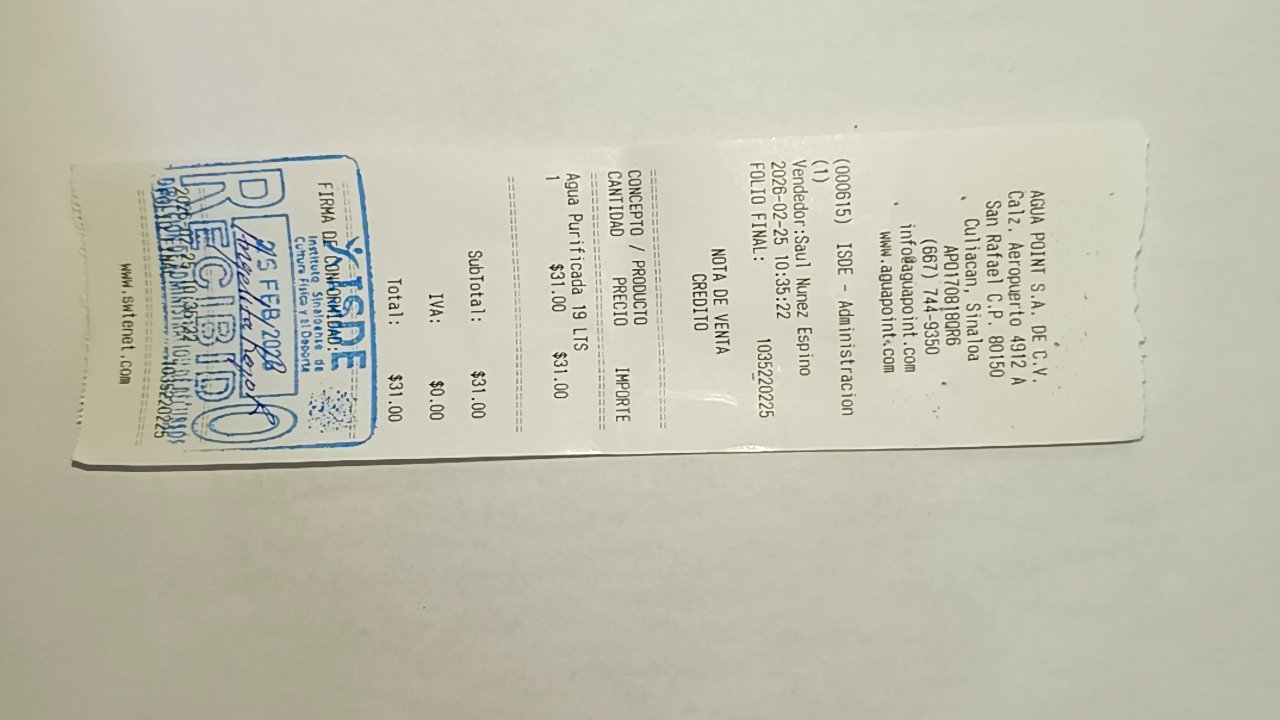 AGUA POINT S.A. DE C.V.
Calz. Aeropuerto 4912 A
San Rafael C.P. 80150
Culiacan, Sinaloa
APO170819QR6
(667) 744-9350
info@aguapoint.com
www.aguapoint.com
(000615) ISDE - Administracion
(1)
Vendedor:Saul Nunez Espino
2026-02-25 10:35:22
FOLIO FINAL: 1035220225
NOTA DE VENTA
CREDITO
CONCEPTO / PRODUCTO
CANTIDAD PRECIO IMPORTE
Agua Purificada 19 LTS
1 $31.00 $31.00
SubTotal: $31.00
IVA: $0.00
Total: $31.00
ISDE
FIRMA DE CONFORMIDAD:
Instituto Sinaloense de
Cultura Física y al Deporte
25 FEB 2026
RECIBIDO
www.swtenet.com